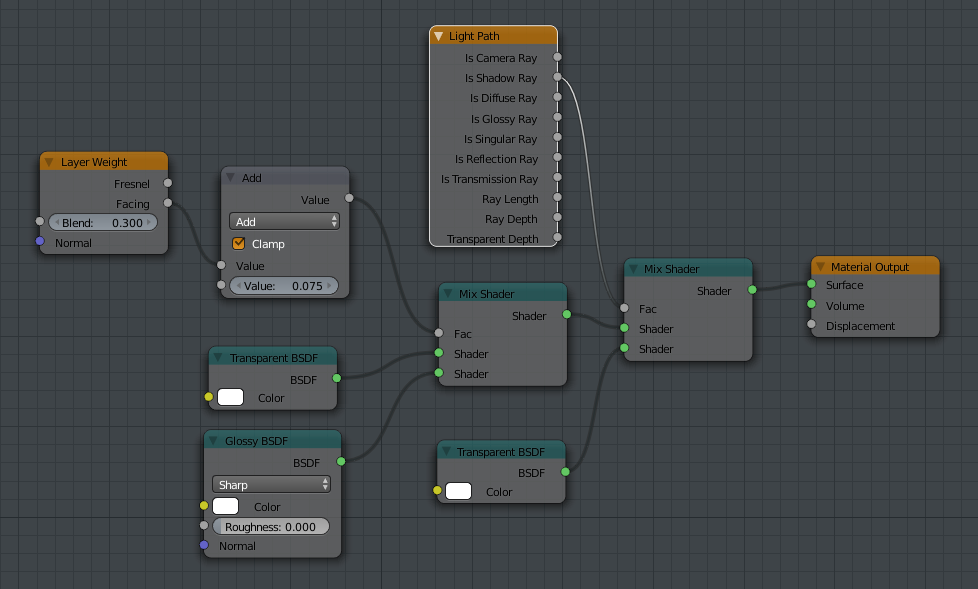 Light Path
Is Camera Ray
Is Shadow Ray
Is Diffuse Ray
Is Glossy Ray
Is Singular Ray
Is Reflection Ray
Is Transmission Ray
Ray Length
Ray Depth
Transparent Depth
Layer Weight
Fresnel
Facing
Blend: 0.300
Normal
Add
Value
Add
Clamp
Value
Value: 0.075
Mix Shader
Shader
Fac
Shader
Shader
Mix Shader
Shader
Fac
Shader
Shader
Material Output
Surface
Volume
Displacement
Transparent BSDF
BSDF
Color
Glossy BSDF
BSDF
Sharp
Color
Roughness: 0.000
Normal
Transparent BSDF
BSDF
Color